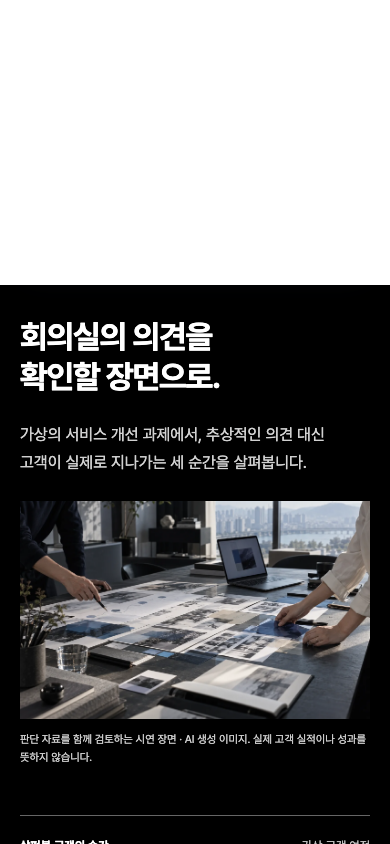 회의실의 의견을
확인할 장면으로.
가상의 서비스 개선 과제에서, 추상적인 의견 대신
고객이 실제로 지나가는 세 순간을 살펴봅니다.
판단 자료를 함께 검토하는 시연 장면 · AI 생성 이미지. 실제 고객 실적이나 성과를
뜻하지 않습니다.